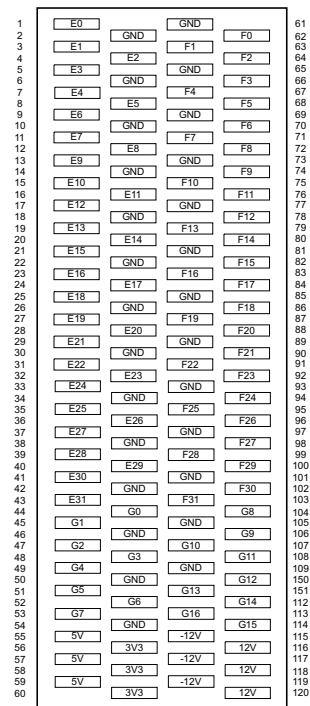 1 E0 GND 61
2 GND F0 62
3 E1 F1 63
4 E2 F2 64
5 E3 GND 65
6 GND F3 66
7 E4 F4 67
8 E5 F5 68
9 E6 GND 69
10 GND F6 70
11 E7 F7 71
12 E8 F8 72
13 E9 GND 73
14 GND F9 74
15 E10 F10 75
16 E11 F11 76
17 E12 GND 77
18 GND F12 78
19 E13 F13 79
20 E14 F14 80
21 E15 GND 81
22 GND F15 82
23 E16 F16 83
24 E17 F17 84
25 E18 GND 85
26 GND F18 86
27 E19 F19 87
28 E20 F20 88
29 E21 GND 89
30 GND F21 90
31 E22 F22 91
32 E23 F23 92
33 E24 GND 93
34 GND F24 94
35 E25 F25 95
36 E26 F26 96
37 E27 GND 97
38 GND F27 98
39 E28 F28 99
40 E29 F29 100
41 E30 GND 101
42 GND F30 102
43 E31 F31 103
44 G0 G8 104
45 G1 GND 105
46 GND G9 106
47 G2 G10 107
48 G3 G11 108
49 G4 GND 109
50 GND G12 150
51 G5 G13 151
52 G6 G14 112
53 G7 G16 113
54 GND G15 114
55 5V -12V 115
56 3V3 12V 116
57 5V -12V 117
58 3V3 12V 118
59 5V -12V 119
60 3V3 12V 120